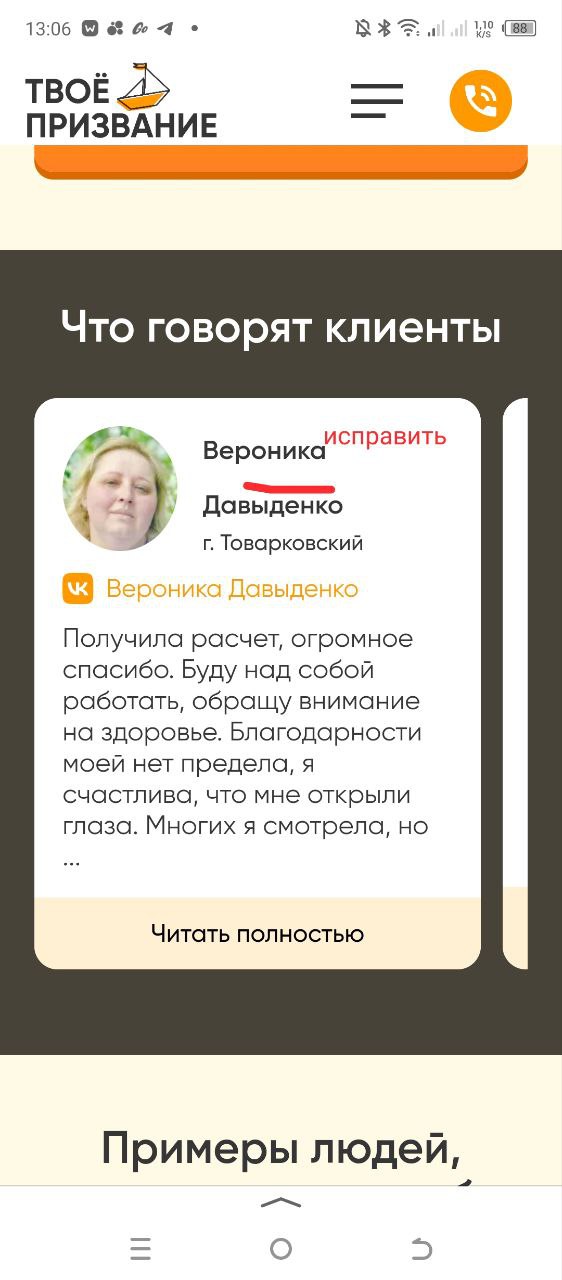 13:06
1,10
K/S
88
ТВОЁ
ПРИЗВАНИЕ
Что говорят клиенты
исправить
Вероника
Давыденко
г. Товарковский
Вероника Давыденко
Получила расчет, огромное
спасибо. Буду над собой
работать, обращу внимание
на здоровье. Благодарности
моей нет предела, я
счастлива, что мне открыли
глаза. Многих я смотрела, но
...
Читать полностью
Примеры людей,